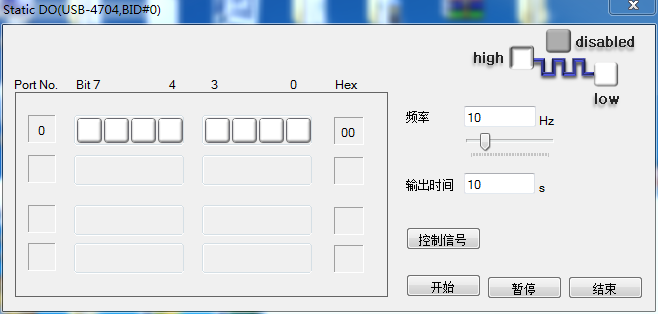 Static DO(USB-4704,BID#0)
disabled
high
low
Port No. Bit 7 4 3 0 Hex
0 00
频率 10 Hz
输出时间 10 s
控制信号
开始 暂停 结束